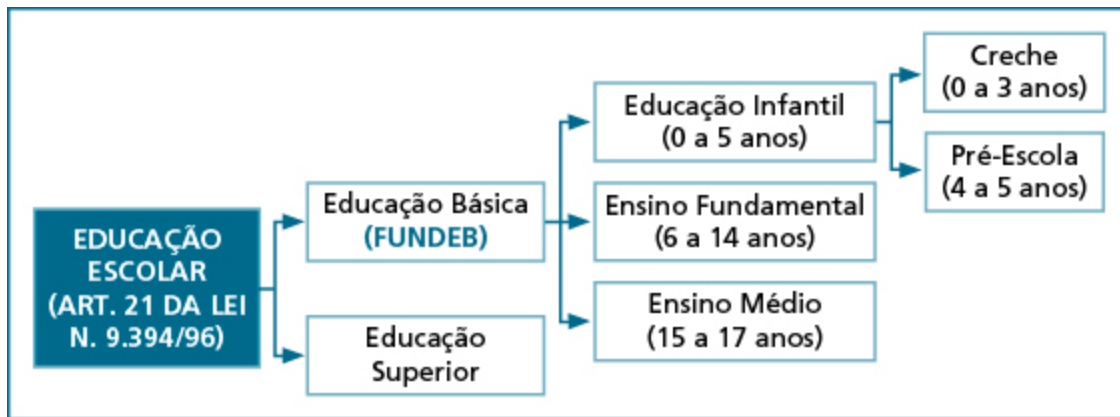 EDUCAÇÃO
ESCOLAR
(ART. 21 DA LEI
N. 9.394/96)
Educação Básica
(FUNDEB)
Educação
Superior
Educação Infantil
(0 a 5 anos)
Ensino Fundamental
(6 a 14 anos)
Ensino Médio
(15 a 17 anos)
Creche
(0 a 3 anos)
Pré-Escola
(4 a 5 anos)